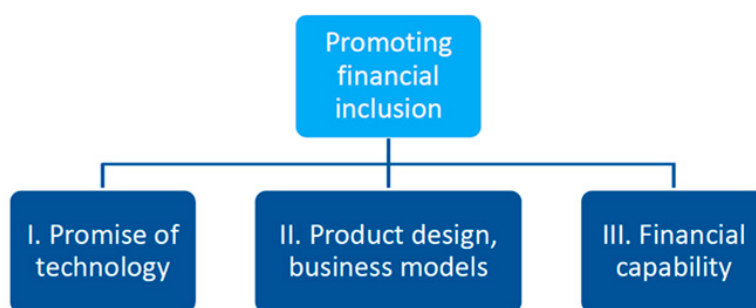 Promoting
financial
inclusion
I. Promise of
technology
II. Product design,
business models
III. Financial
capability